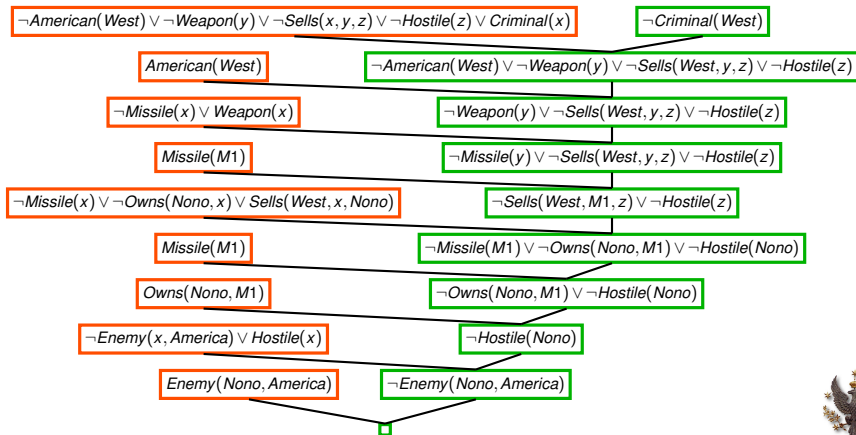 ¬American(West) ∨ ¬Weapon(y) ∨ ¬Sells(x, y, z) ∨ ¬Hostile(z) ∨ Criminal(x)
¬Criminal(West)
American(West)
¬American(West) ∨ ¬Weapon(y) ∨ ¬Sells(West, y, z) ∨ ¬Hostile(z)
¬Missile(x) ∨ Weapon(x)
¬Weapon(y) ∨ ¬Sells(West, y, z) ∨ ¬Hostile(z)
Missile(M1)
¬Missile(y) ∨ ¬Sells(West, y, z) ∨ ¬Hostile(z)
¬Missile(x) ∨ ¬Owns(Nono, x) ∨ Sells(West, x, Nono)
¬Sells(West, M1, z) ∨ ¬Hostile(z)
Missile(M1)
¬Missile(M1) ∨ ¬Owns(Nono, M1) ∨ ¬Hostile(Nono)
Owns(Nono, M1)
¬Owns(Nono, M1) ∨ ¬Hostile(Nono)
¬Enemy(x, America) ∨ Hostile(x)
¬Hostile(Nono)
Enemy(Nono, America)
¬Enemy(Nono, America)